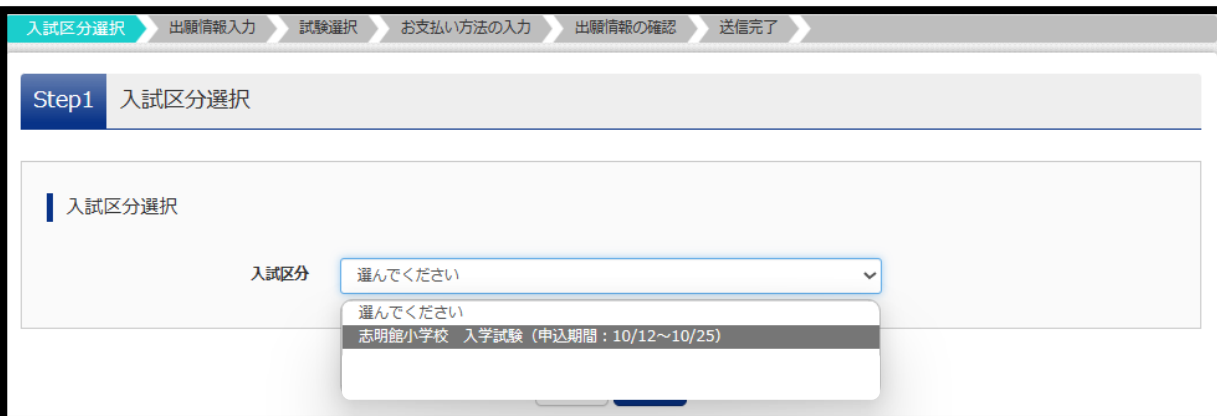 入試区分選択 出願情報入力 試験選択 お支払い方法の入力 出願情報の確認 送信完了
Step1 入試区分選択
入試区分選択
入試区分 選んでください
選んでください
志明館小学校　入学試験（申込期間：10/12～10/25）